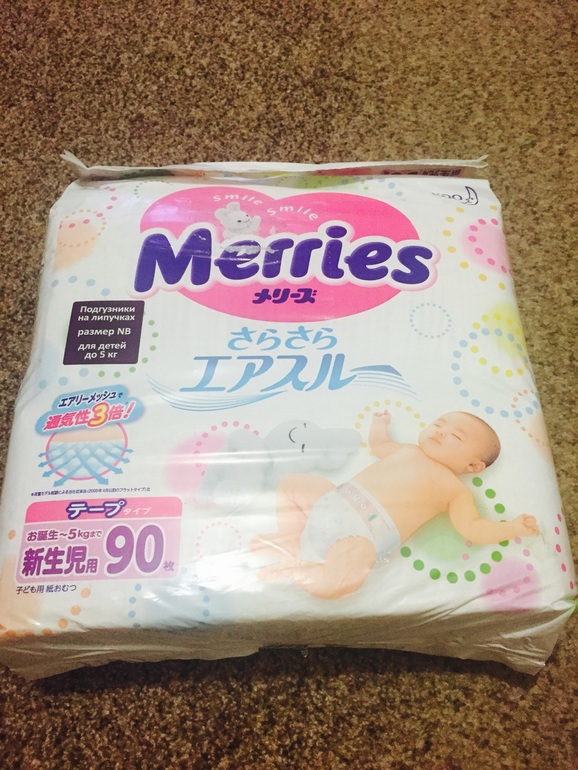 Smile Smile
Merries
メリーズ
Подгузники
на липучках
размер NB
для детей
до 5 кг
さらさら
エアスルー
エアリーメッシュで
通気性3倍!
テープタイプ
お誕生~5kgまで
新生児用 90枚
子ども用 紙おむつ